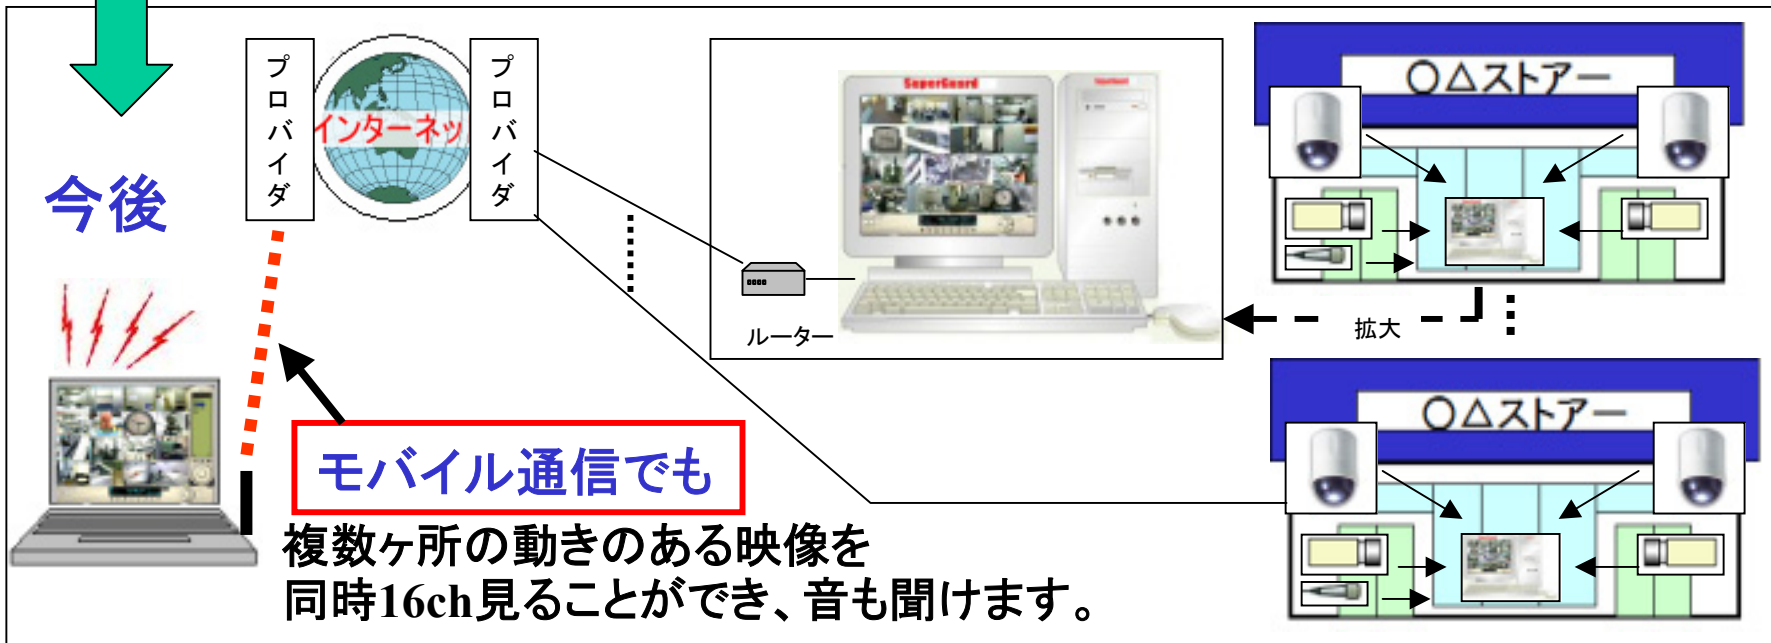 プロバイダ
インターネッ
プロバイダ
SuperGuard
SuperGuard
〇△ストアー
今後
ルーター
拡大
〇△ストアー
モバイル通信でも
複数ヶ所の動きのある映像を
同時16ch見ることができ、音も聞けます。